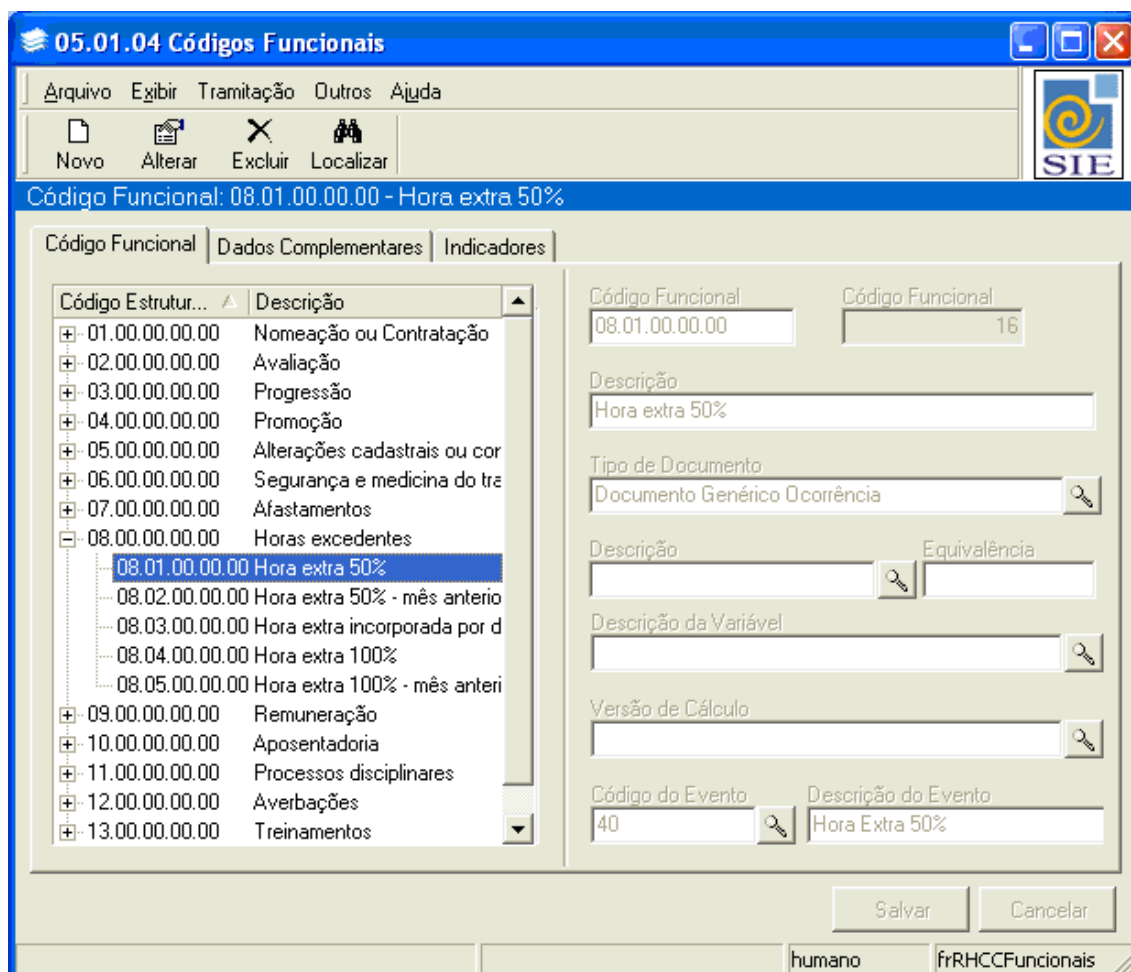 05.01.04 Códigos Funcionais
Arquivo Exibir Tramitação Outros Ajuda
Novo Alterar Excluir Localizar
SIE
Código Funcional: 08.01.00.00.00 - Hora extra 50%
Código Funcional Dados Complementares Indicadores
Código Estrutur... Descrição
01.00.00.00.00 Nomeação ou Contratação
02.00.00.00.00 Avaliação
03.00.00.00.00 Progressão
04.00.00.00.00 Promoção
05.00.00.00.00 Alterações cadastrais ou cor
06.00.00.00.00 Segurança e medicina do tra
07.00.00.00.00 Afastamentos
08.00.00.00.00 Horas excedentes
08.01.00.00.00 Hora extra 50%
08.02.00.00.00 Hora extra 50% - mês anterio
08.03.00.00.00 Hora extra incorporada por d
08.04.00.00.00 Hora extra 100%
08.05.00.00.00 Hora extra 100% - mês anteri
09.00.00.00.00 Remuneração
10.00.00.00.00 Aposentadoria
11.00.00.00.00 Processos disciplinares
12.00.00.00.00 Averbações
13.00.00.00.00 Treinamentos
Código Funcional Código Funcional
08.01.00.00.00 16
Descrição
Hora extra 50%
Tipo de Documento
Documento Genérico Ocorrência
Descrição Equivalência
Descrição da Variável
Versão de Cálculo
Código do Evento Descrição do Evento
40 Hora Extra 50%
Salvar Cancelar
humano frRHCCFuncionais